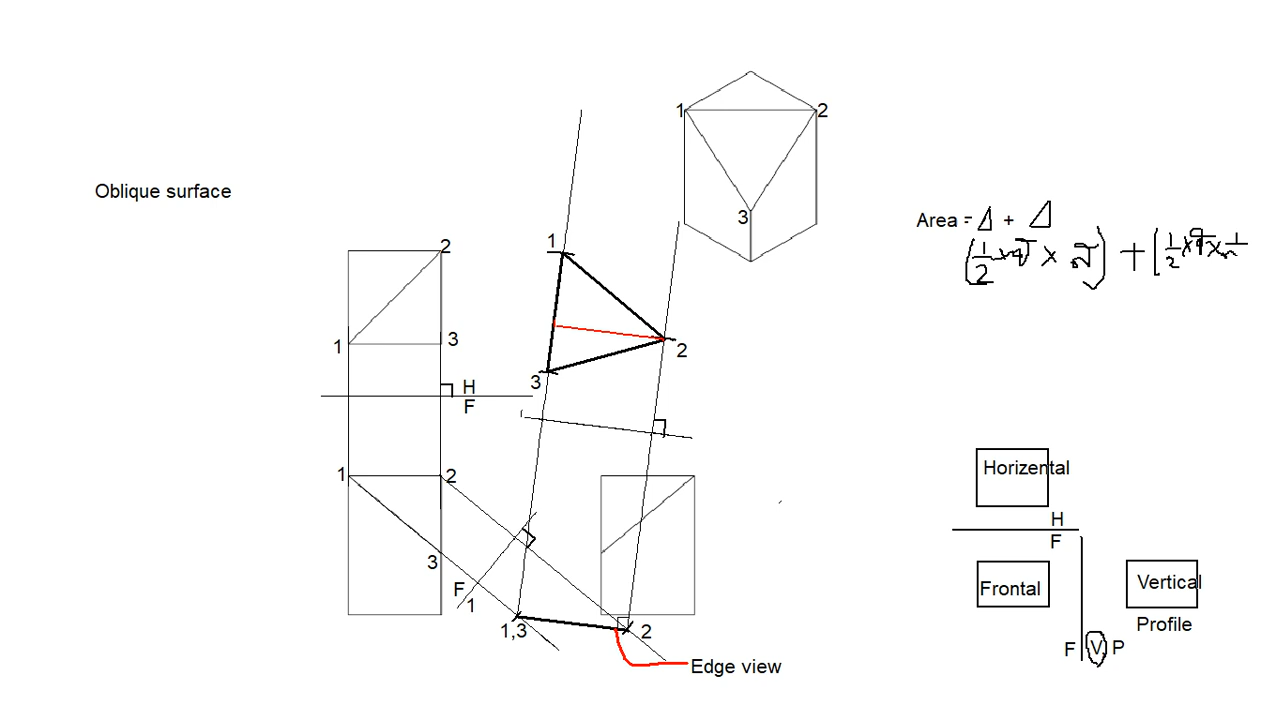 1 2
3
Oblique surface
Area = Δ + Δ
2
1
1 3
2
3
H
F
1 2
3
F
1
1,3 2
Edge view
Horizental
H
F
Frontal
Vertical
Profile
F V P